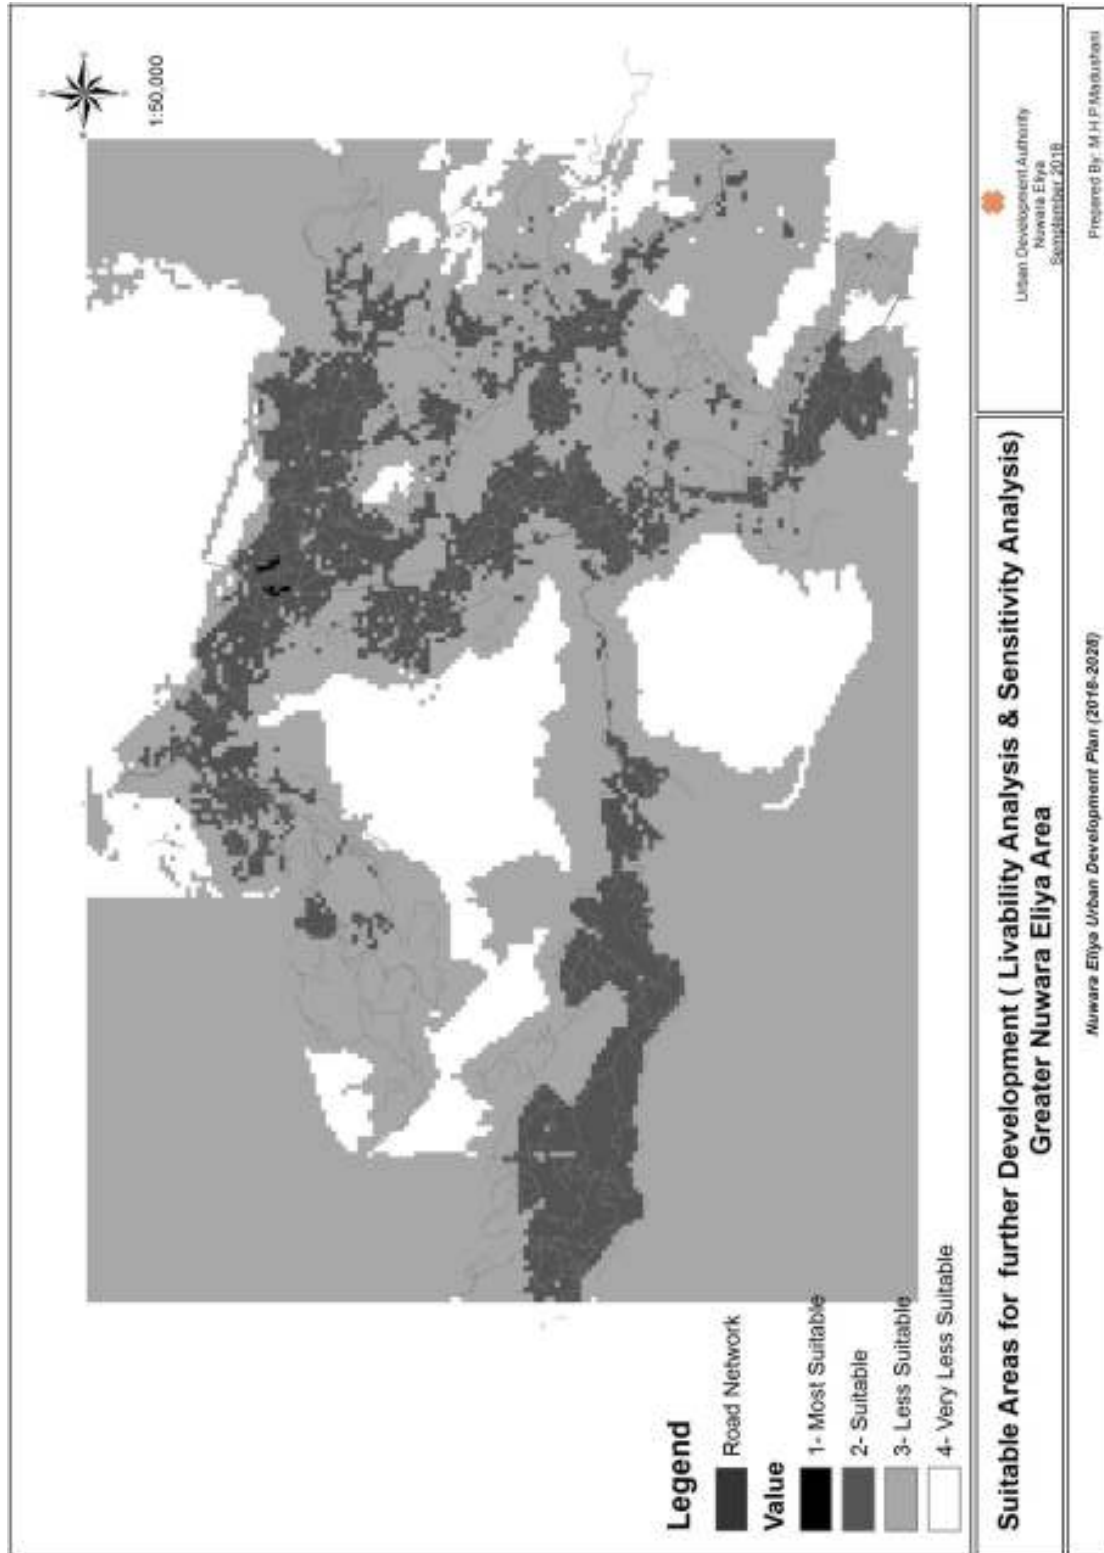 1:50,000
Legend
Road Network
Value
1- Most Suitable
2- Suitable
3- Less Suitable
4- Very Less Suitable
Suitable Areas for further Development ( Livability Analysis & Sensitivity Analysis)
Greater Nuwara Eliya Area
Urban Development Authority
Nuwara Eliya
2018
Nuwara Eliya Urban Development Plan (2018-2028)
Prepared By: M.H.P.Madushani